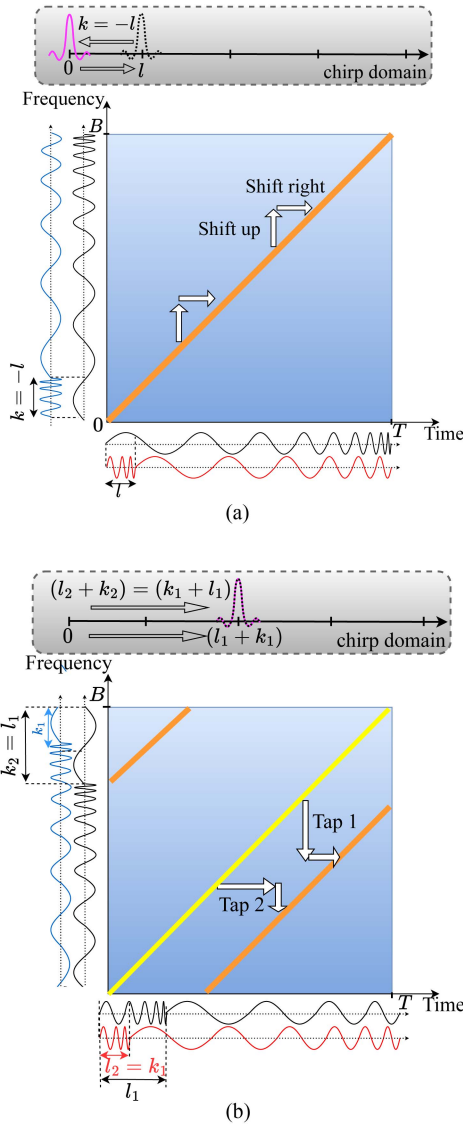 k = −l
0
l
chirp domain
Frequency
B
Shift right
Shift up
k = −l
0
T
Time
l
(a)
(l₂ + k₂) = (k₁ + l₁)
0
(l₁ + k₁)
chirp domain
Frequency
B
k₁
k₂ = l₁
Tap 1
Tap 2
T
Time
l₂ = k₁
l₁
(b)